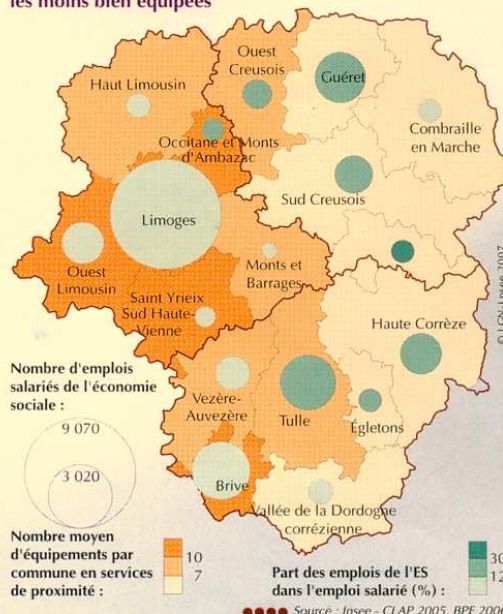 les moins bien équipées
Haut Limousin
Ouest
Creusois
Guéret
Combraille
en Marche
Occitane et Monts
d'Ambazac
Sud Creusois
Limoges
Ouest
Limousin
Monts et
Barrages
Saint Yrieix
Sud Haute-
Vienne
Haute Corrèze
Vezère-
Auvezère
Tulle
Égletons
Brive
Vallée de la Dordogne
corrézienne
Nombre d'emplois
salariés de l'économie
sociale :
9 070
3 020
Nombre moyen
d'équipements par
commune en services
de proximité :
10
7
Part des emplois de l'ES
dans l'emploi salarié (%) :
30
12
© IGN-Insee 2007
Source : Insee - CLAP 2005, BPE 200